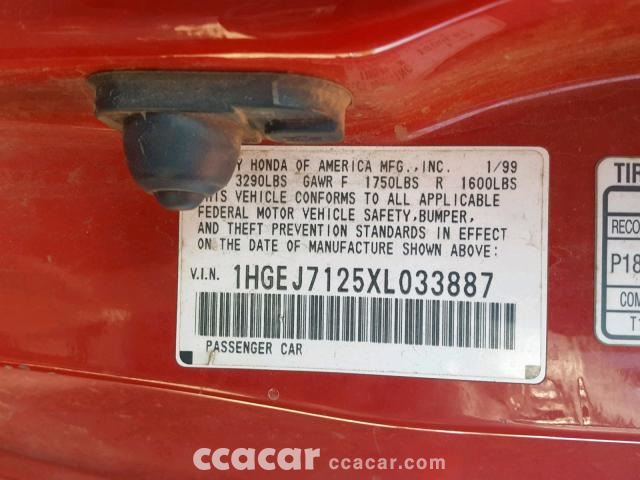 Y HONDA OF AMERICA MFG., INC. 1/99
3290LBS GAWR F 1750LBS R 1600LBS
THIS VEHICLE CONFORMS TO ALL APPLICABLE
FEDERAL MOTOR VEHICLE SAFETY, BUMPER,
AND THEFT PREVENTION STANDARDS IN EFFECT
ON THE DATE OF MANUFACTURE SHOWN ABOVE:
V.I.N. 1HGEJ7125XL033887
PASSENGER CAR
TIR
RECO
P18
COM
T1
ccacar ccacar.com